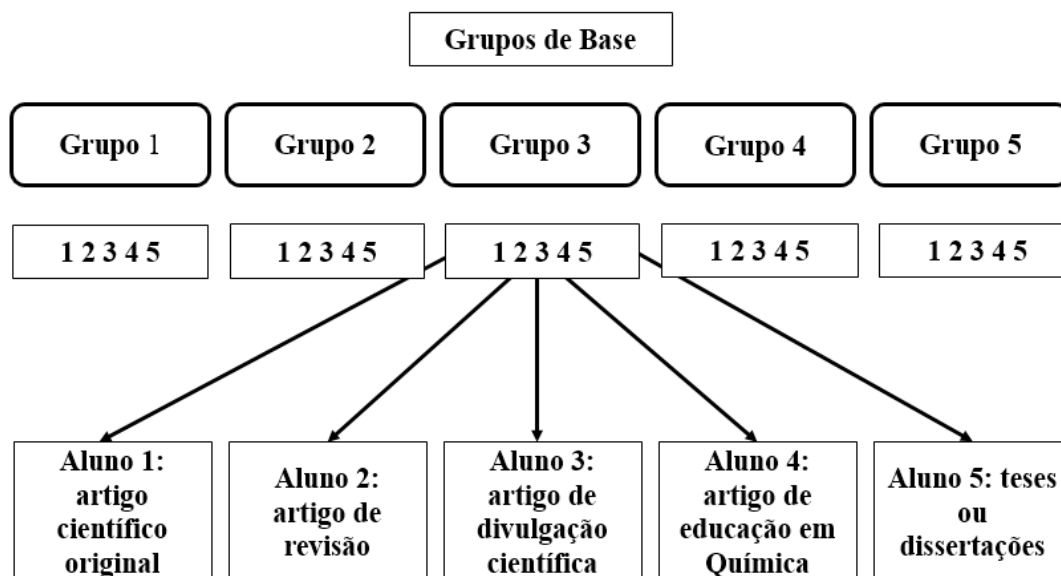 Grupos de Base
Grupo 1
Grupo 2
Grupo 3
Grupo 4
Grupo 5
1 2 3 4 5
1 2 3 4 5
1 2 3 4 5
1 2 3 4 5
1 2 3 4 5
Aluno 1:
artigo
científico
original
Aluno 2:
artigo de
revisão
Aluno 3:
artigo de
divulgação
científica
Aluno 4:
artigo de
educação em
Química
Aluno 5: teses
ou
dissertações